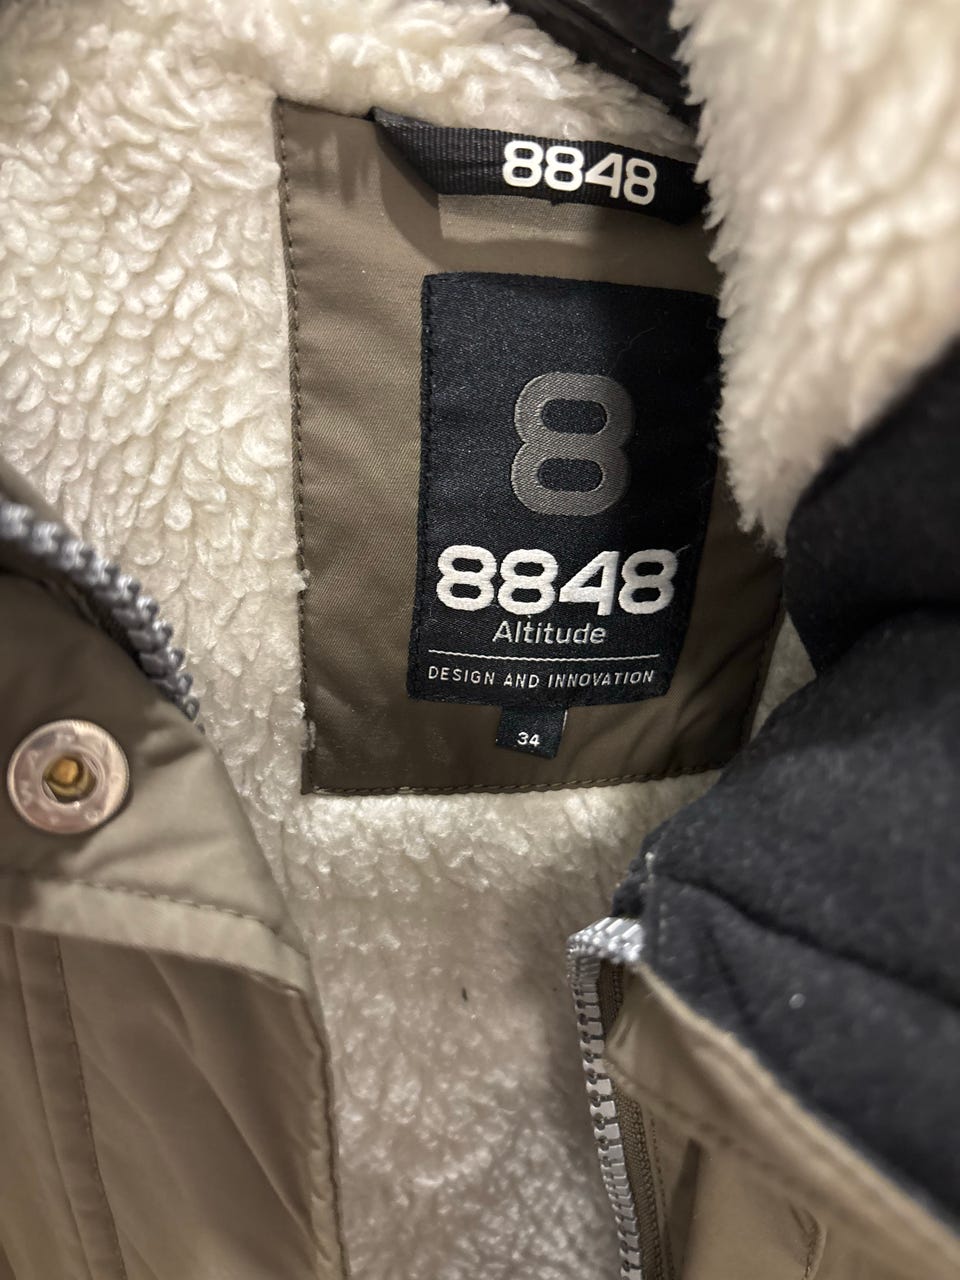 8848
8
8848
Altitude
DESIGN AND INNOVATION
34